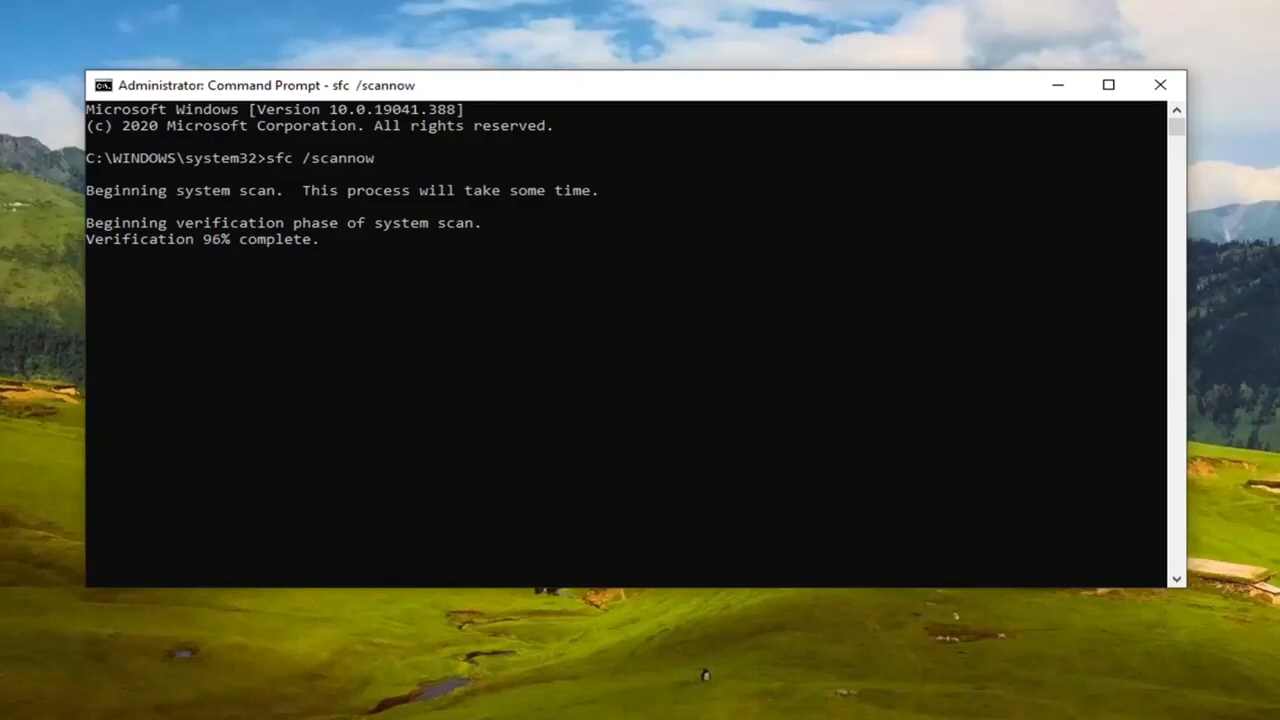 Administrator: Command Prompt - sfc  /scannow
Microsoft Windows [Version 10.0.19041.388]
(c) 2020 Microsoft Corporation. All rights reserved.
C:\WINDOWS\system32>sfc /scannow
Beginning system scan.  This process will take some time.
Beginning verification phase of system scan.
Verification 96% complete.